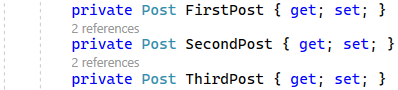 private Post FirstPost { get; set; }
2 references
private Post SecondPost { get; set; }
2 references
private Post ThirdPost { get; set; }